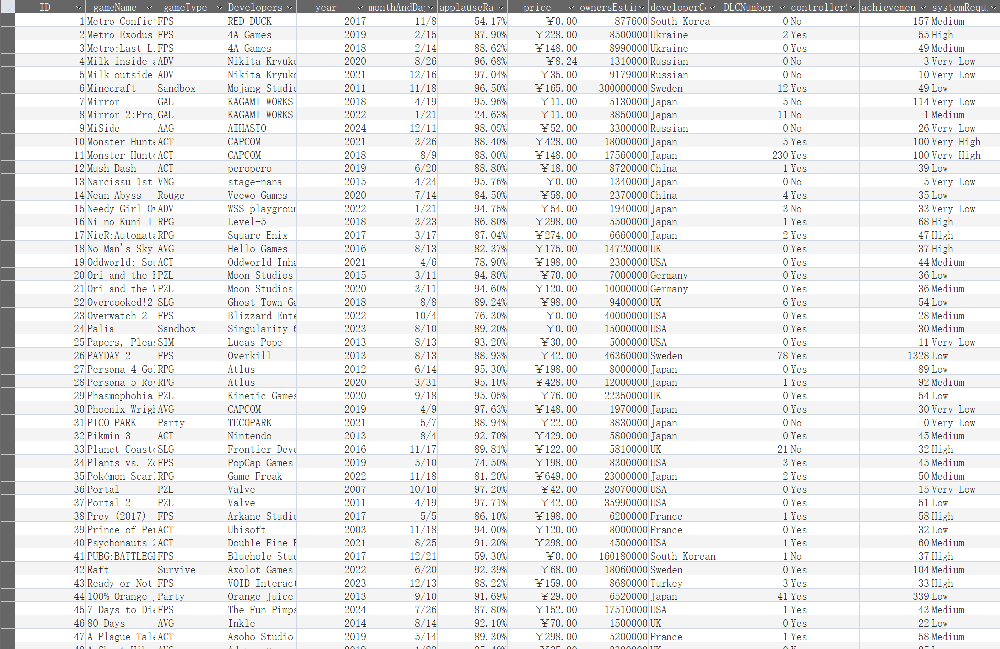 ID gameName gameType Developers year monthAndDa applauseRa price ownersEsti developerCo DLCNumber controllerS achievemen systemRequ
1 Metro Confict FPS RED DUCK 2017 11/8 54.17% ¥0.00 877600 South Korea 0 No 157 Medium
2 Metro Exodus FPS 4A Games 2019 2/15 87.90% ¥228.00 8500000 Ukraine 2 Yes 55 High
3 Metro:Last Li FPS 4A Games 2018 2/14 88.62% ¥148.00 8990000 Ukraine 0 Yes 49 Medium
4 Milk inside a ADV Nikita Kryuko 2020 8/26 96.68% ¥8.24 1310000 Russian 0 No 3 Very Low
5 Milk outside ADV Nikita Kryuko 2021 12/16 97.04% ¥35.00 9179000 Russian 0 No 10 Very Low
6 Minecraft Sandbox Mojang Studio 2011 11/18 96.50% ¥165.00 300000000 Sweden 12 Yes 49 Low
7 Mirror GAL KAGAMI WORKS 2018 4/19 95.96% ¥11.00 5130000 Japan 5 No 114 Very Low
8 Mirror 2:Proj GAL KAGAMI WORKS 2022 1/21 24.63% ¥11.00 3850000 Japan 11 No 1 Medium
9 MiSide AAG AIHASTO 2024 12/11 98.05% ¥52.00 3300000 Russian 0 No 26 Very Low
10 Monster Hunte ACT CAPCOM 2021 3/26 88.40% ¥428.00 18000000 Japan 5 Yes 100 Very High
11 Monster Hunte ACT CAPCOM 2018 8/9 88.00% ¥148.00 17560000 Japan 230 Yes 100 Very High
12 Mush Dash ACT peropero 2019 6/20 88.80% ¥18.00 8720000 China 1 Yes 39 Low
13 Narcissu 1st VNG stage-nana 2015 4/24 95.76% ¥0.00 1340000 Japan 0 No 5 Very Low
14 Nean Abyss Rouge Veewo Games 2020 7/14 84.50% ¥58.00 2370000 China 4 Yes 35 Low
15 Needy Girl Ov ADV WSS playgroun 2022 1/21 94.75% ¥54.00 1940000 Japan 3 No 33 Very Low
16 Ni no Kuni II RPG Level-5 2018 3/23 86.80% ¥298.00 5500000 Japan 1 Yes 68 High
17 NieR:Automata RPG Square Enix 2017 3/17 87.04% ¥274.00 6660000 Japan 2 Yes 47 High
18 No Man's Sky AVG Hello Games 2016 8/13 82.37% ¥175.00 14720000 UK 0 Yes 37 High
19 Oddworld: Sou ACT Oddworld Inha 2021 4/6 78.90% ¥198.00 2300000 USA 0 Yes 44 Medium
20 Ori and the B PZL Moon Studios 2015 3/11 94.80% ¥70.00 7000000 Germany 0 Yes 36 Low
21 Ori and the W PZL Moon Studios 2020 3/11 94.60% ¥120.00 10000000 Germany 0 Yes 36 Medium
22 Overcooked!2 SLG Ghost Town Ga 2018 8/8 89.24% ¥98.00 9400000 UK 6 Yes 54 Low
23 Overwatch 2 FPS Blizzard Ente 2022 10/4 76.30% ¥0.00 40000000 USA 0 Yes 28 Medium
24 Palia Sandbox Singularity 6 2023 8/10 89.20% ¥0.00 15000000 USA 0 Yes 30 Medium
25 Papers, Pleas SIM Lucas Pope 2013 8/13 93.20% ¥30.00 5000000 USA 0 Yes 11 Very Low
26 PAYDAY 2 FPS Overkill 2013 8/13 88.93% ¥42.00 46360000 Sweden 78 Yes 1328 Low
27 Persona 4 Gol RPG Atlus 2012 6/14 95.30% ¥198.00 8000000 Japan 0 Yes 89 Low
28 Persona 5 Roy RPG Atlus 2020 3/31 95.10% ¥428.00 12000000 Japan 1 Yes 92 Medium
29 Phasmophobia PZL Kinetic Games 2020 9/18 95.05% ¥76.00 22350000 UK 0 Yes 54 Low
30 Phoenix Wrigh AVG CAPCOM 2019 4/9 97.63% ¥148.00 1970000 Japan 0 Yes 30 Very Low
31 PICO PARK Party TECOPARK 2021 5/7 88.94% ¥22.00 3830000 Japan 0 No 0 Very Low
32 Pikmin 3 ACT Nintendo 2013 8/4 92.70% ¥429.00 5800000 Japan 0 Yes 45 Medium
33 Planet Coaste SLG Frontier Deve 2016 11/17 89.81% ¥122.00 5810000 UK 21 No 32 High
34 Plants vs. Zo FPS PopCap Games 2019 5/10 74.50% ¥198.00 8300000 USA 3 Yes 45 Medium
35 Pokémon Scarl RPG Game Freak 2022 11/18 81.20% ¥649.00 23000000 Japan 2 Yes 50 Medium
36 Portal PZL Valve 2007 10/10 97.20% ¥42.00 28070000 USA 0 Yes 15 Very Low
37 Portal 2 PZL Valve 2011 4/19 97.71% ¥42.00 35990000 USA 0 Yes 51 Low
38 Prey (2017) FPS Arkane Studio 2017 5/5 86.10% ¥198.00 6200000 France 1 Yes 58 High
39 Prince of Per ACT Ubisoft 2003 11/18 94.00% ¥120.00 8000000 France 0 Yes 32 Low
40 Psychonauts 2 ACT Double Fine P 2021 8/25 91.20% ¥298.00 4500000 USA 1 Yes 60 Medium
41 PUBG:BATTLEGR FPS Bluehole Stud 2017 12/21 59.30% ¥0.00 160180000 South Korean 1 No 37 High
42 Raft Survive Axolot Games 2022 6/20 92.39% ¥68.00 18060000 Sweden 0 Yes 104 Medium
43 Ready or Not FPS VOID Interact 2023 12/13 88.22% ¥159.00 8680000 Turkey 3 Yes 33 High
44 100% Orange J Party Orange_Juice 2013 9/10 91.69% ¥29.00 6520000 Japan 41 Yes 339 Low
45 7 Days to Die FPS The Fun Pimps 2024 7/26 87.80% ¥152.00 17510000 USA 1 Yes 43 Medium
46 80 Days AVG Inkle 2014 8/14 92.10% ¥70.00 1500000 UK 0 Yes 22 Low
47 A Plague Tale ACT Asobo Studio 2019 5/14 89.30% ¥298.00 5200000 France 1 Yes 58 Medium